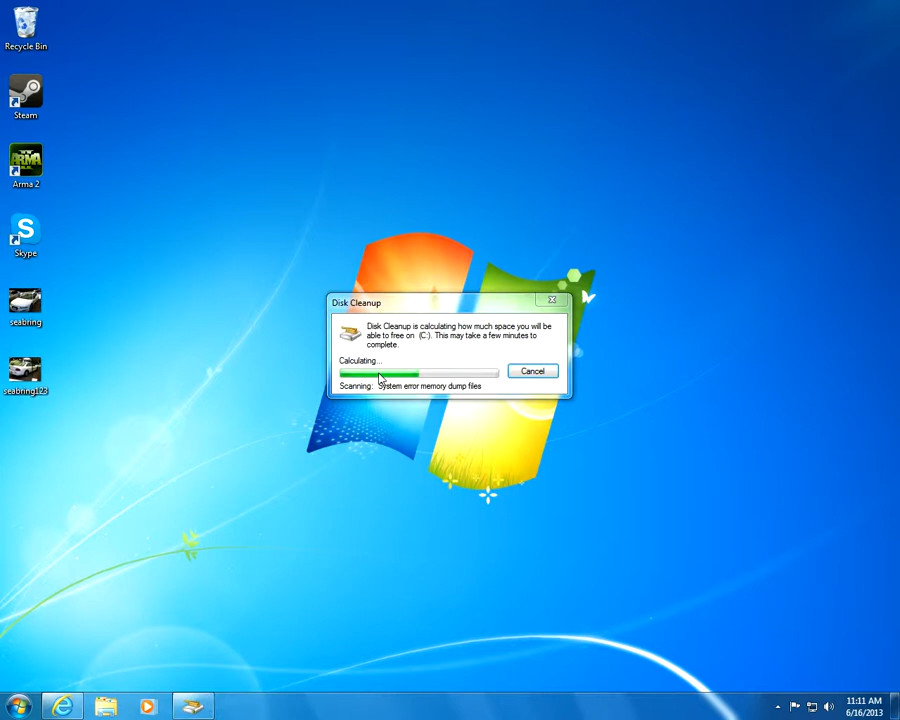 Recycle Bin
Steam
ARMA
Arma 2
Skype
seabring
seabring123
Disk Cleanup
Disk Cleanup is calculating how much space you will be
able to free on (C:). This may take a few minutes to
complete.
Calculating...
Cancel
Scanning: System error memory dump files
11:11 AM
6/16/2013